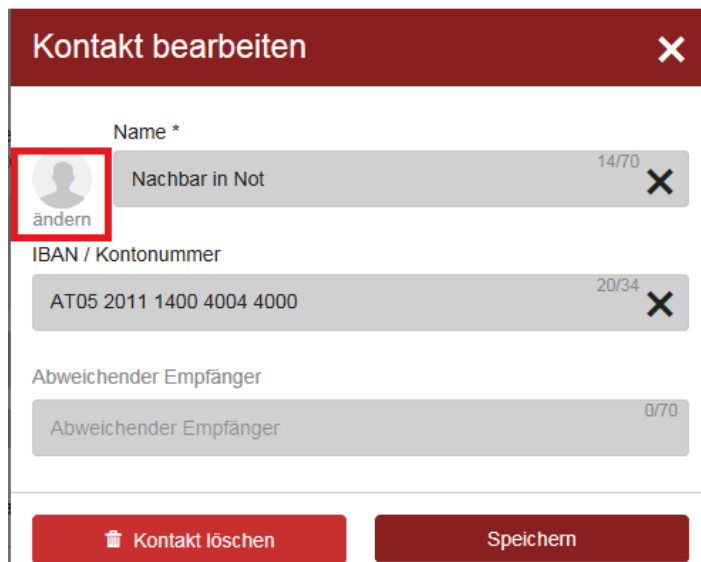 Kontakt bearbeiten
Name *
14/70
Nachbar in Not
ändern
IBAN / Kontonummer
20/34
AT05 2011 1400 4004 4000
Abweichender Empfänger
0/70
Abweichender Empfänger
Kontakt löschen
Speichern